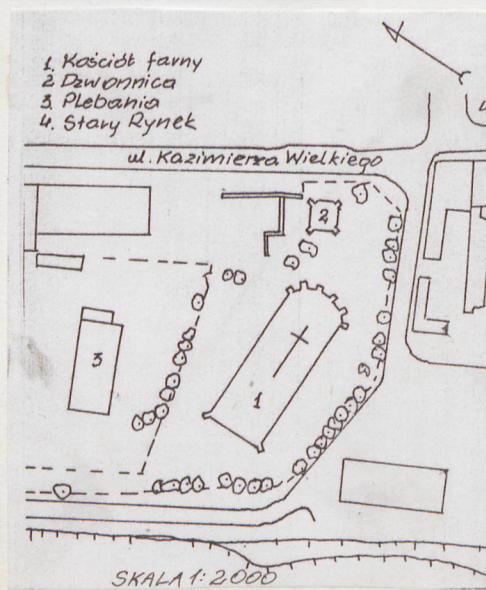 1. Kościół farny
2 Dzwonnica
3. Plebania
4. Stary Rynek
4
ul. Kazimierza Wielkiego
2
3
1
SKALA 1:2000